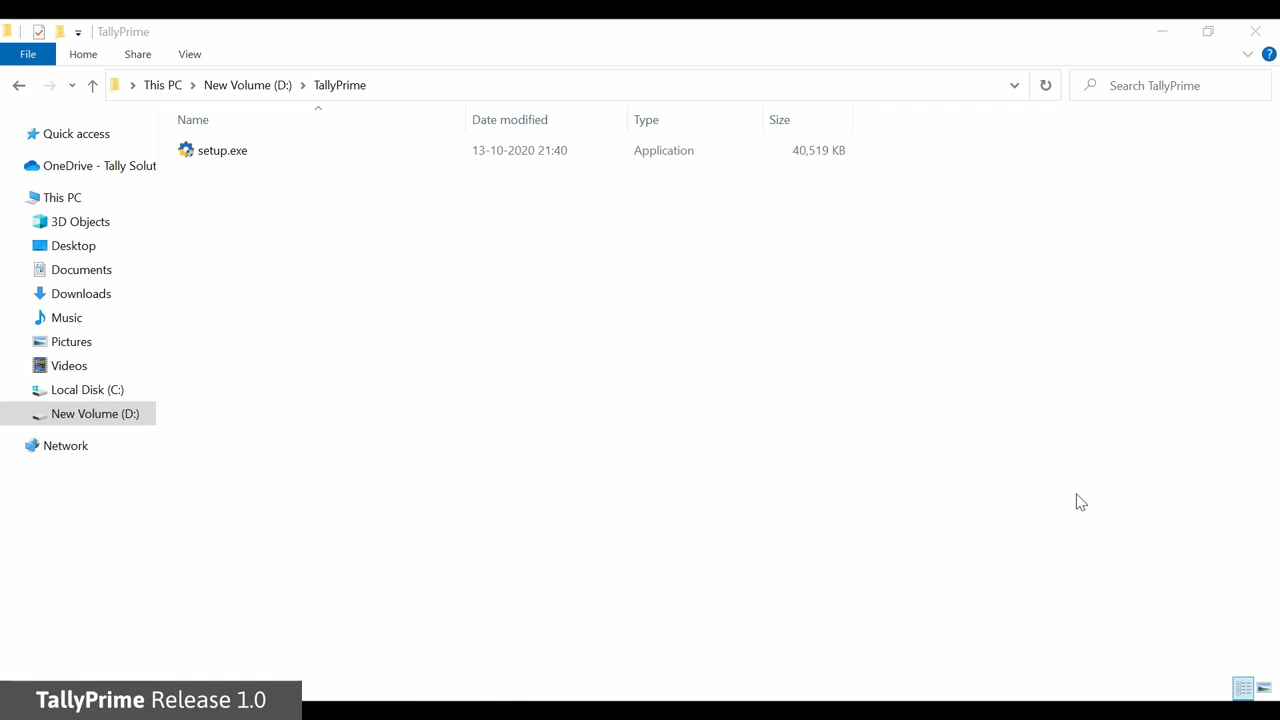 TallyPrime
File Home Share View
This PC New Volume (D:) TallyPrime
Search TallyPrime
Name Date modified Type Size
setup.exe 13-10-2020 21:40 Application 40,519 KB
Quick access
OneDrive - Tally Solut
This PC
3D Objects
Desktop
Documents
Downloads
Music
Pictures
Videos
Local Disk (C:)
New Volume (D:)
Network
TallyPrime Release 1.0